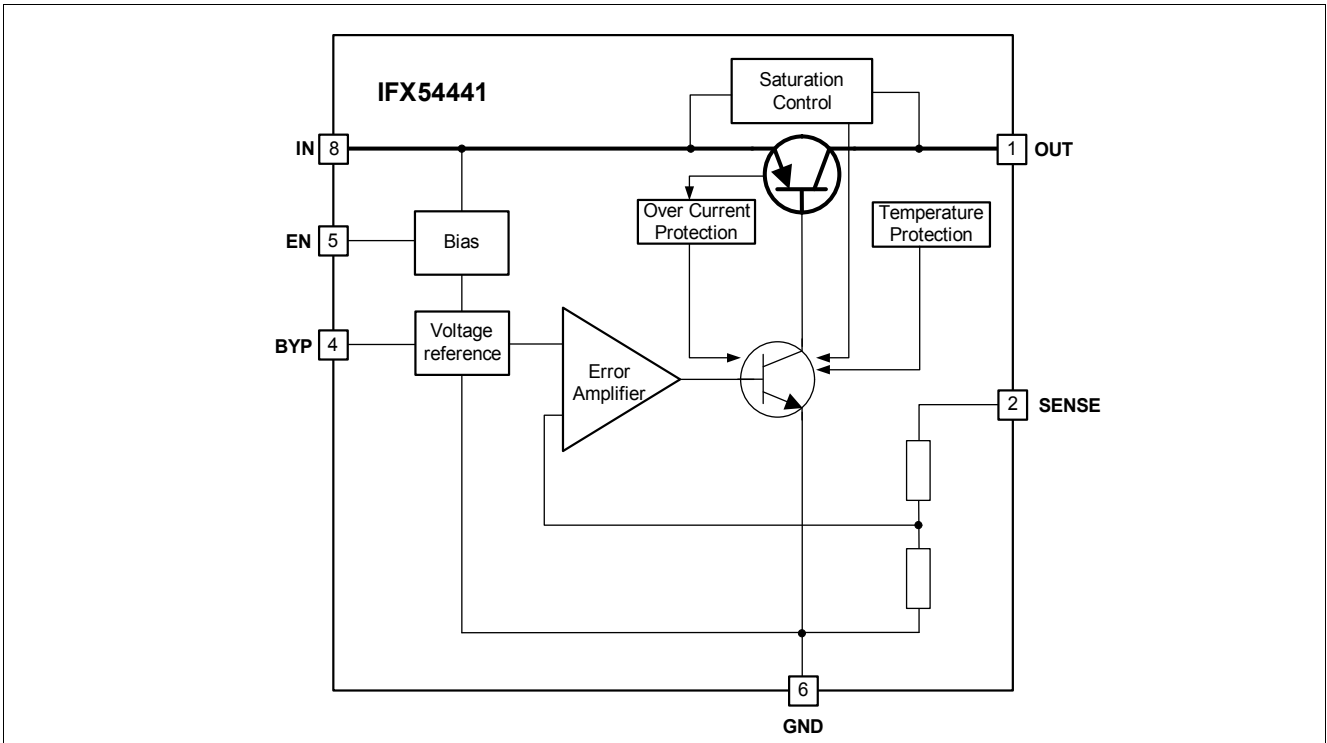 IFX54441
Saturation
Control
IN 8
1 OUT
Over Current
Protection
Temperature
Protection
EN 5
Bias
BYP 4
Voltage
reference
Error
Amplifier
2 SENSE
6
GND